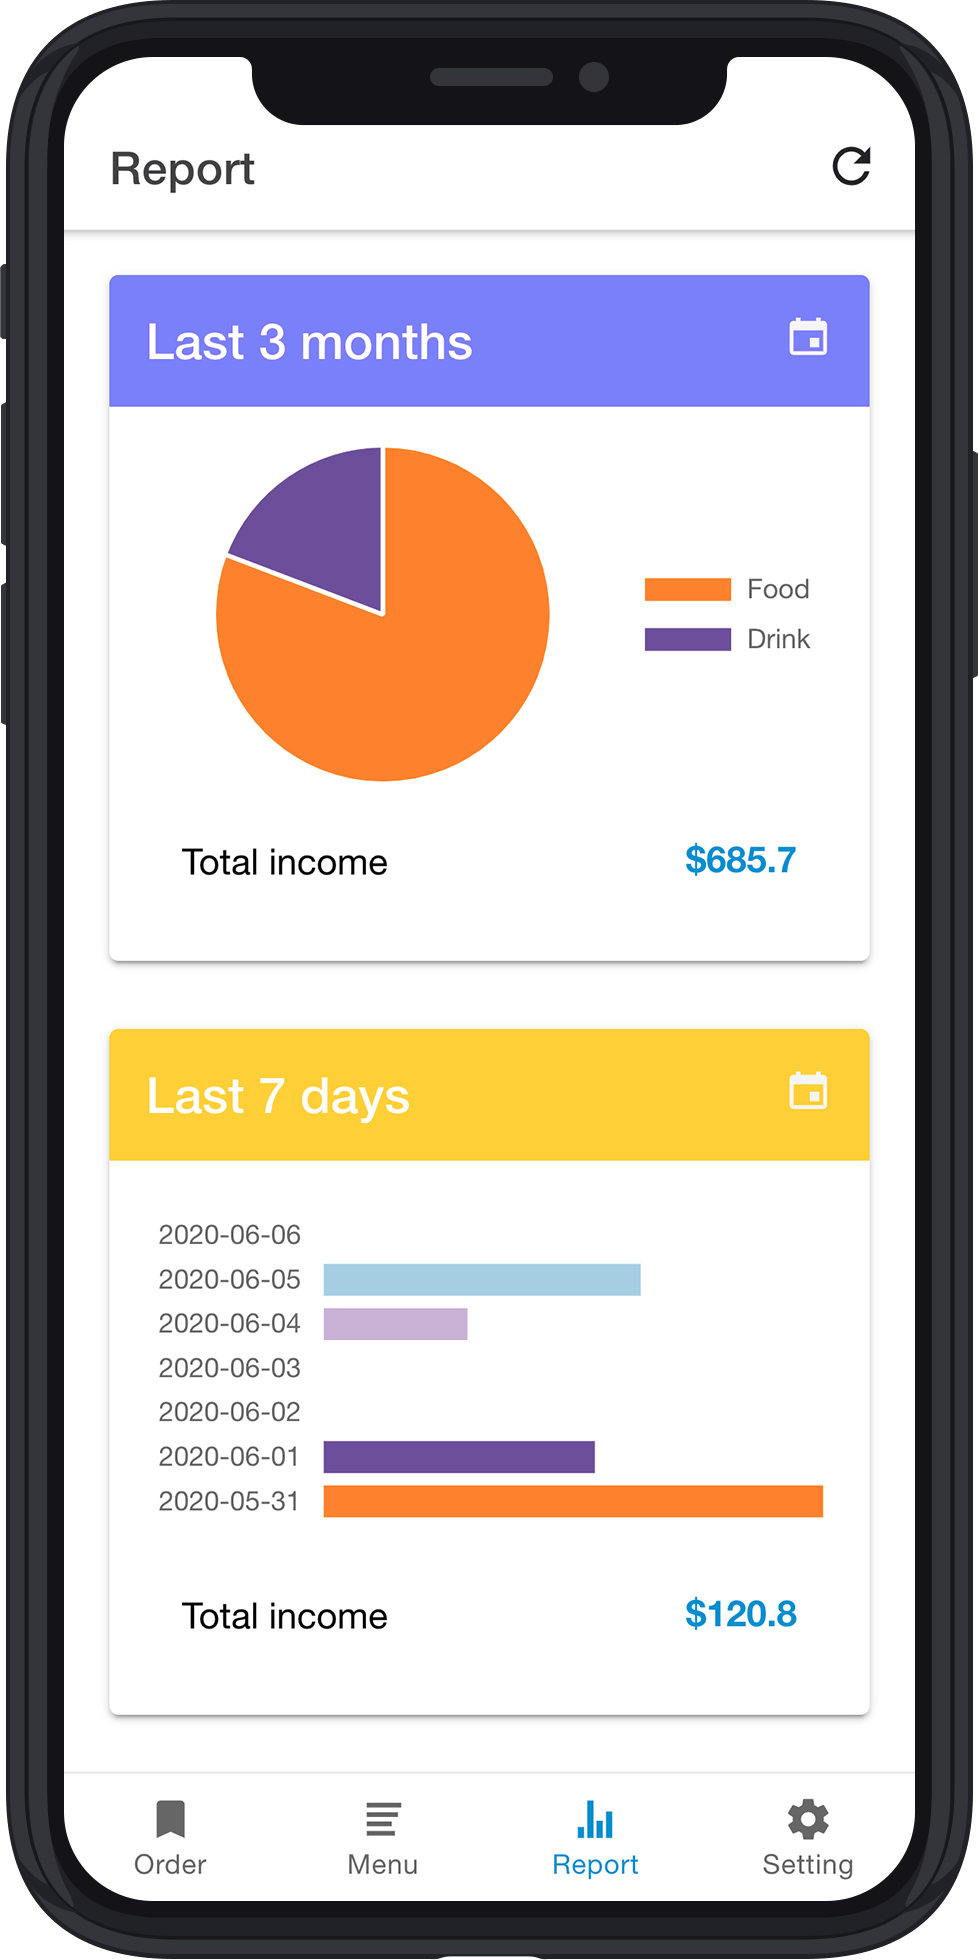 Report
Last 3 months
Food
Drink
Total income $685.7
Last 7 days
2020-06-06
2020-06-05
2020-06-04
2020-06-03
2020-06-02
2020-06-01
2020-05-31
Total income $120.8
Order Menu Report Setting